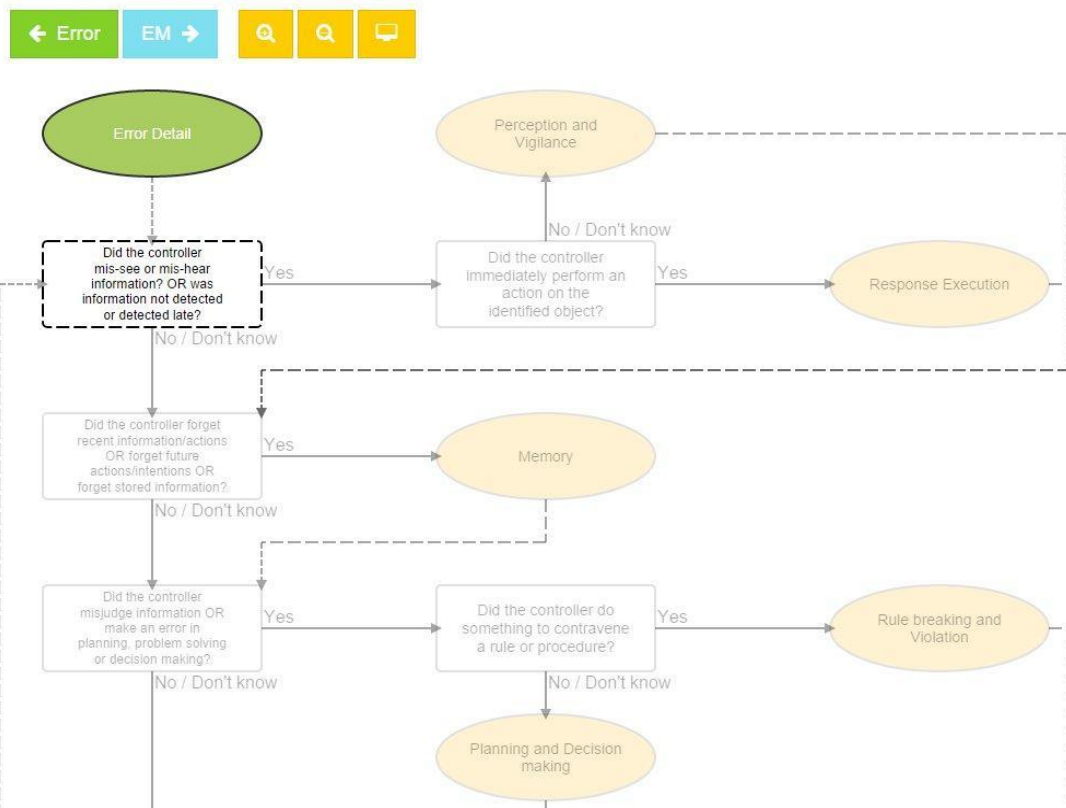 Error
EM
Error Detail
Perception and
Vigilance
No / Don't know
Did the controller
mis-see or mis-hear
information? OR was
information not detected
or detected late?
Yes
Did the controller
immediately perform an
action on the
identified object?
Yes
Response Execution
No / Don't know
Did the controller forget
recent information/actions
OR forget future
actions/intentions OR
forget stored information?
Yes
Memory
No / Don't know
Did the controller
misjudge information OR
make an error in
planning, problem solving
or decision making?
Yes
Did the controller do
something to contravene
a rule or procedure?
Yes
Rule breaking and
Violation
No / Don't know
No / Don't know
Planning and Decision
making